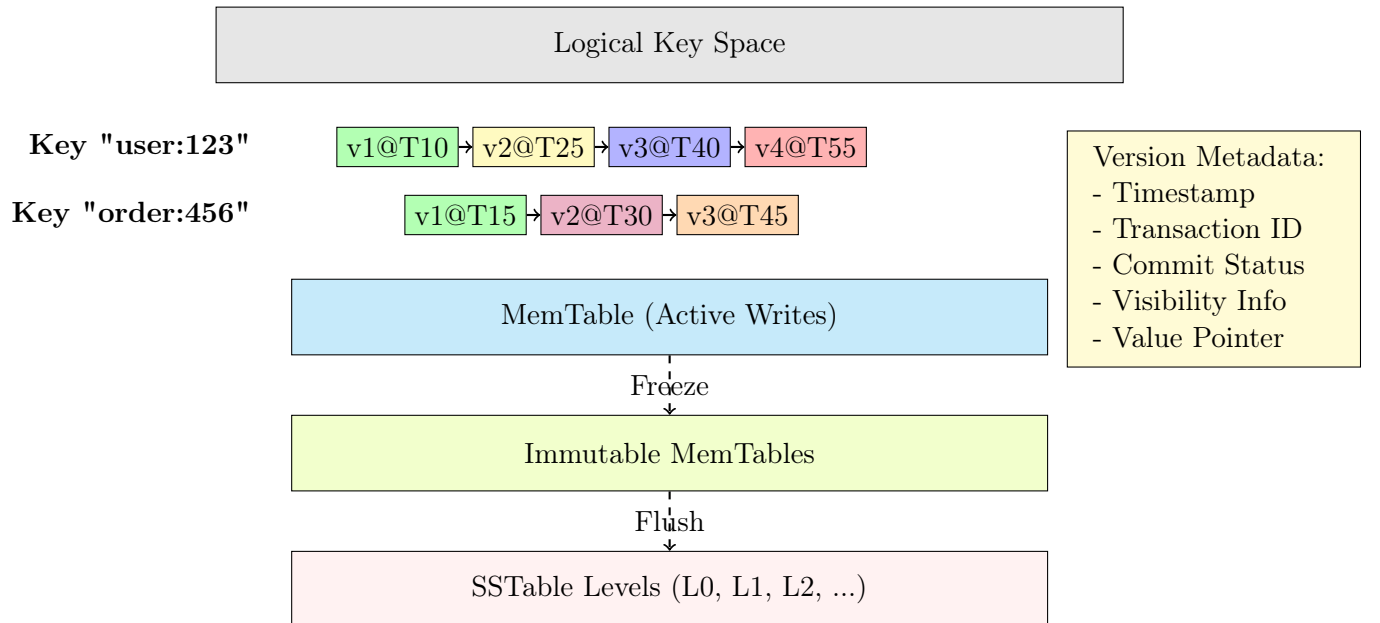 Logical Key Space
Key "user:123" v1@T10 v2@T25 v3@T40 v4@T55
Key "order:456" v1@T15 v2@T30 v3@T45
Version Metadata:
- Timestamp
- Transaction ID
- Commit Status
- Visibility Info
- Value Pointer
MemTable (Active Writes)
Freeze
Immutable MemTables
Flush
SSTable Levels (L0, L1, L2, ...)